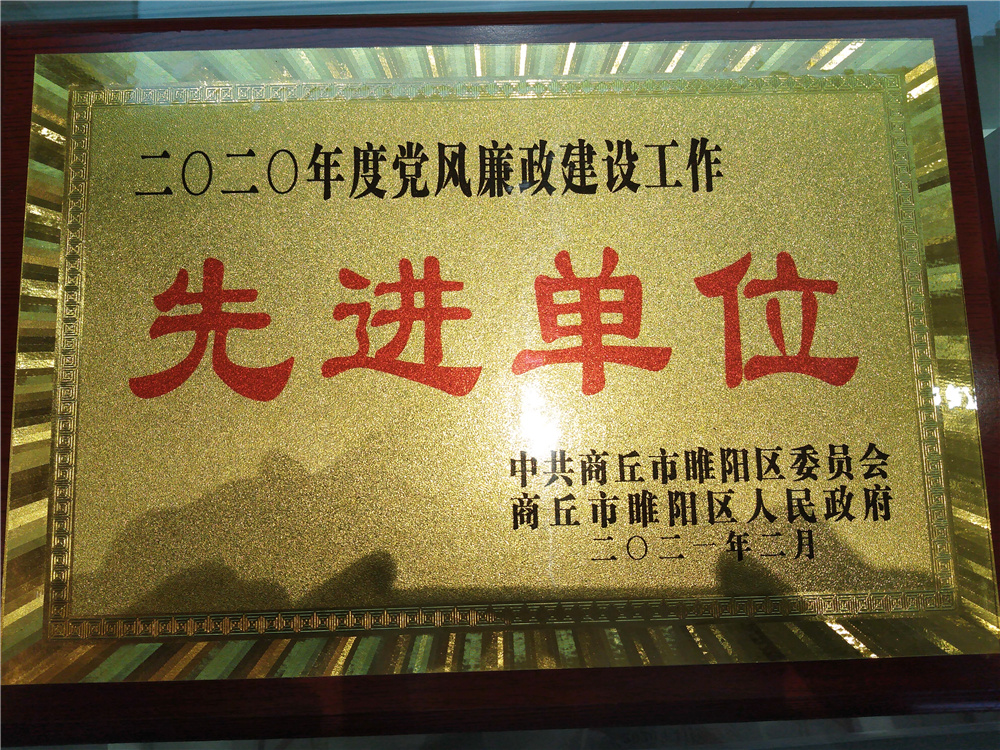 二〇二〇年度党风廉政建设工作
先进单位
中共商丘市睢阳区委员会
商丘市睢阳区人民政府
二〇二一年二月